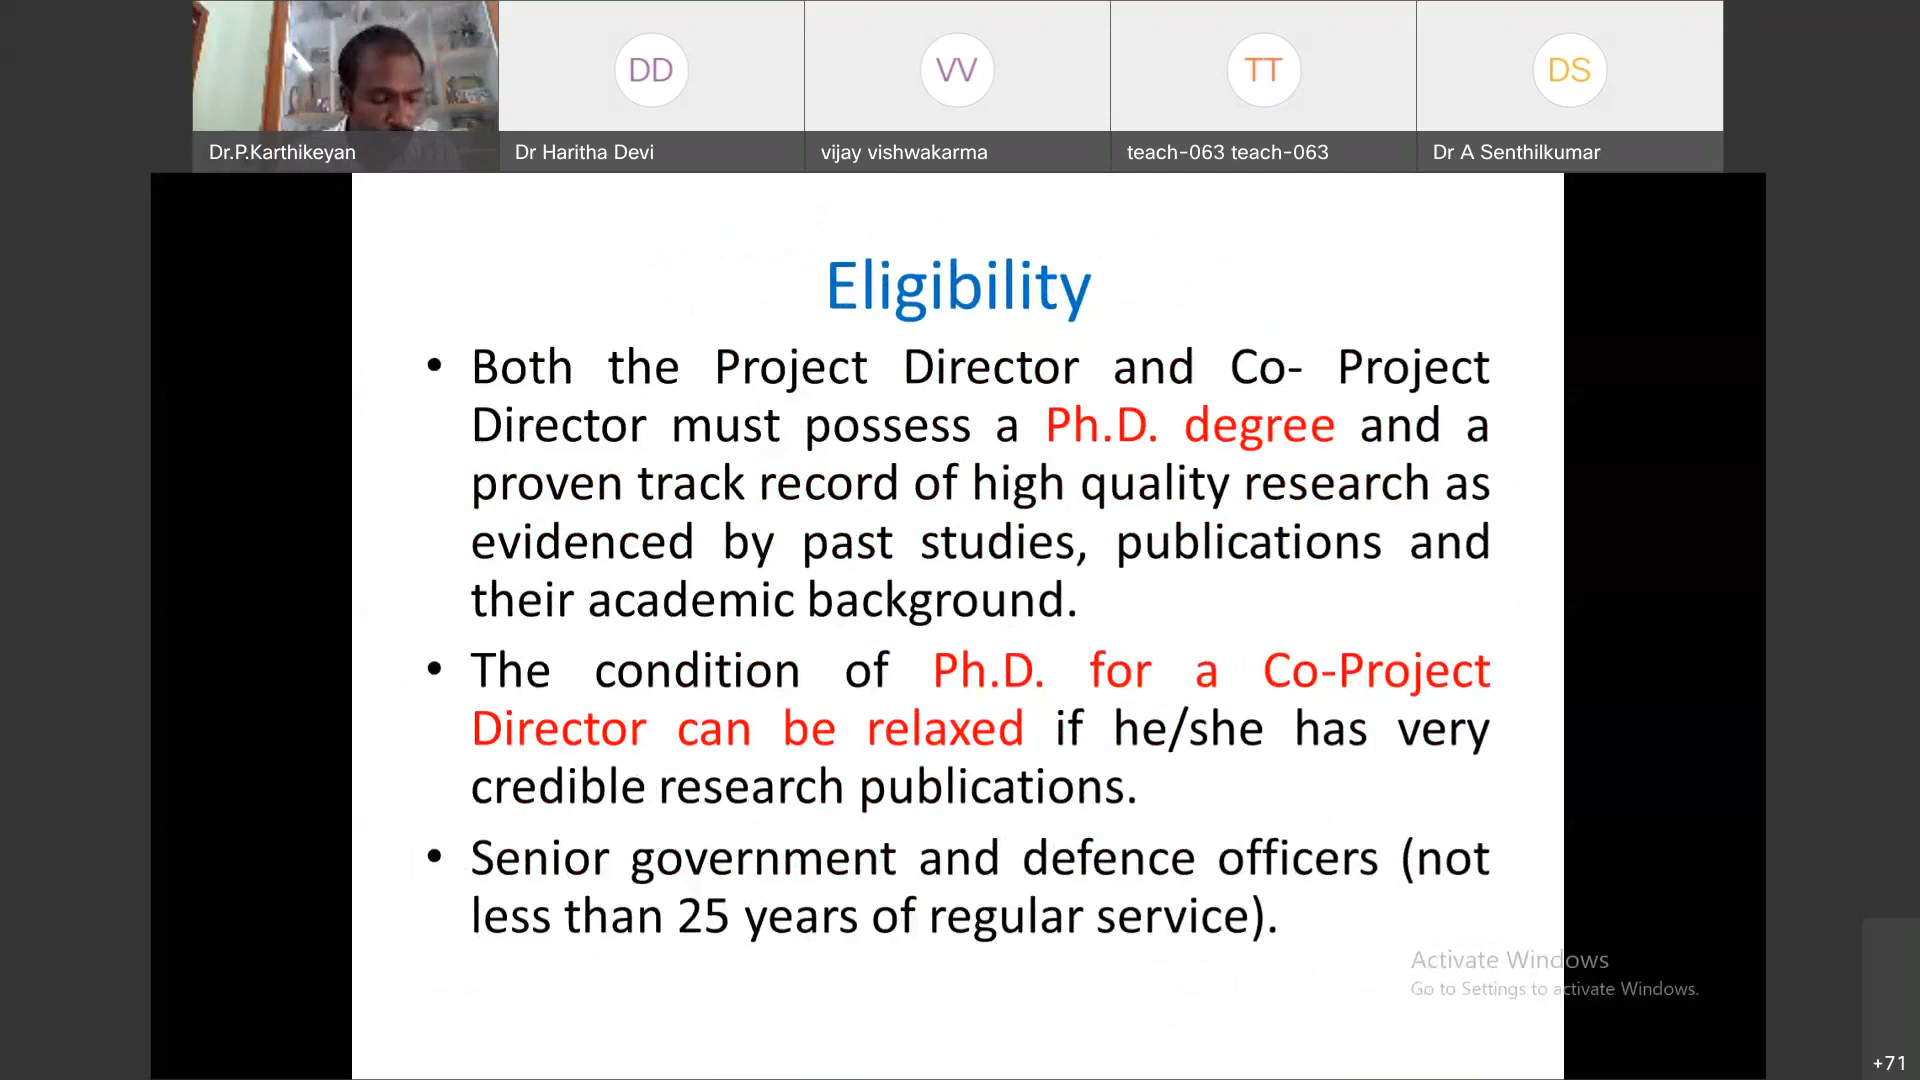 DD
VV
TT
DS
Dr.P.Karthikeyan
Dr Haritha Devi
vijay vishwakarma
teach-063 teach-063
Dr A Senthilkumar
Eligibility
• Both the Project Director and Co- Project
Director must possess a Ph.D. degree and a
proven track record of high quality research as
evidenced by past studies, publications and
their academic background.
• The condition of Ph.D. for a Co-Project
Director can be relaxed if he/she has very
credible research publications.
• Senior government and defence officers (not
less than 25 years of regular service).
Activate Windows
Go to Settings to activate Windows.
+71